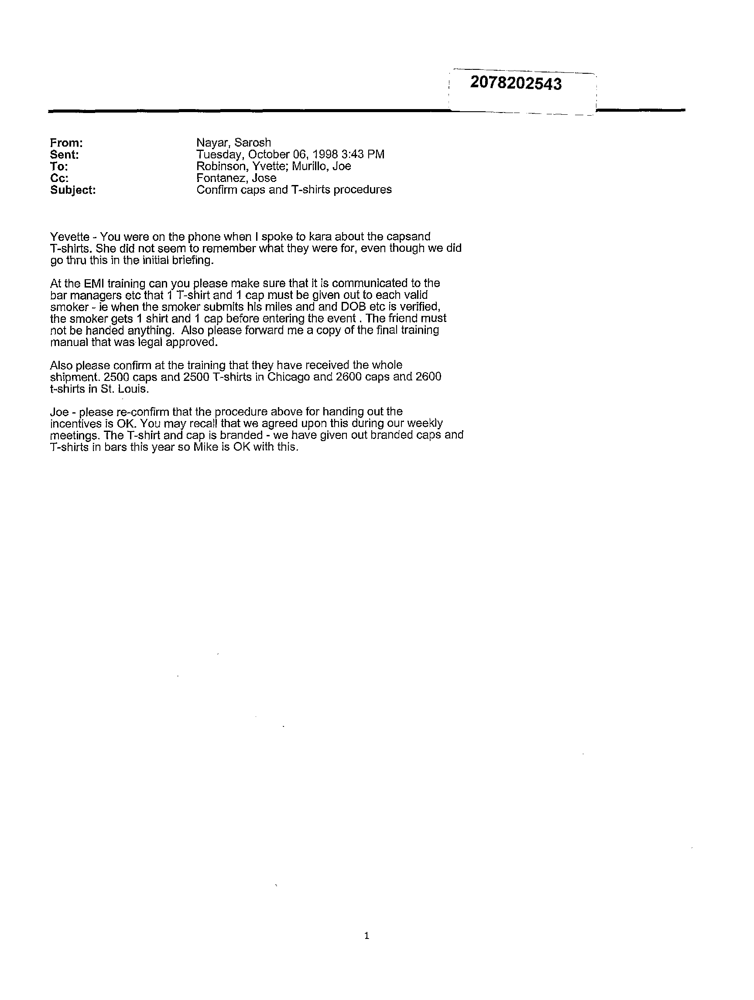 2078202543
From: Nayar, Sarosh
Sent: Tuesday, October 06, 1998 3:43 PM
To: Robinson, Yvette; Murillo, Joe
Cc: Fontanez, Jose
Subject: Confirm caps and T-shirts procedures
Yevette - You were on the phone when I spoke to kara about the capsand
T-shirts. She did not seem to remember what they were for, even though we did
go thru this in the initial briefing.
At the EMI training can you please make sure that it is communicated to the
bar managers etc that 1 T-shirt and 1 cap must be given out to each valid
smoker - ie when the smoker submits his miles and and DOB etc is verified,
the smoker gets 1 shirt and 1 cap before entering the event . The friend must
not be handed anything. Also please forward me a copy of the final training
manual that was legal approved.
Also please confirm at the training that they have received the whole
shipment. 2500 caps and 2500 T-shirts in Chicago and 2600 caps and 2600
t-shirts in St. Louis.
Joe - please re-confirm that the procedure above for handing out the
incentives is OK. You may recall that we agreed upon this during our weekly
meetings. The T-shirt and cap is branded - we have given out branded caps and
T-shirts in bars this year so Mike is OK with this.
1